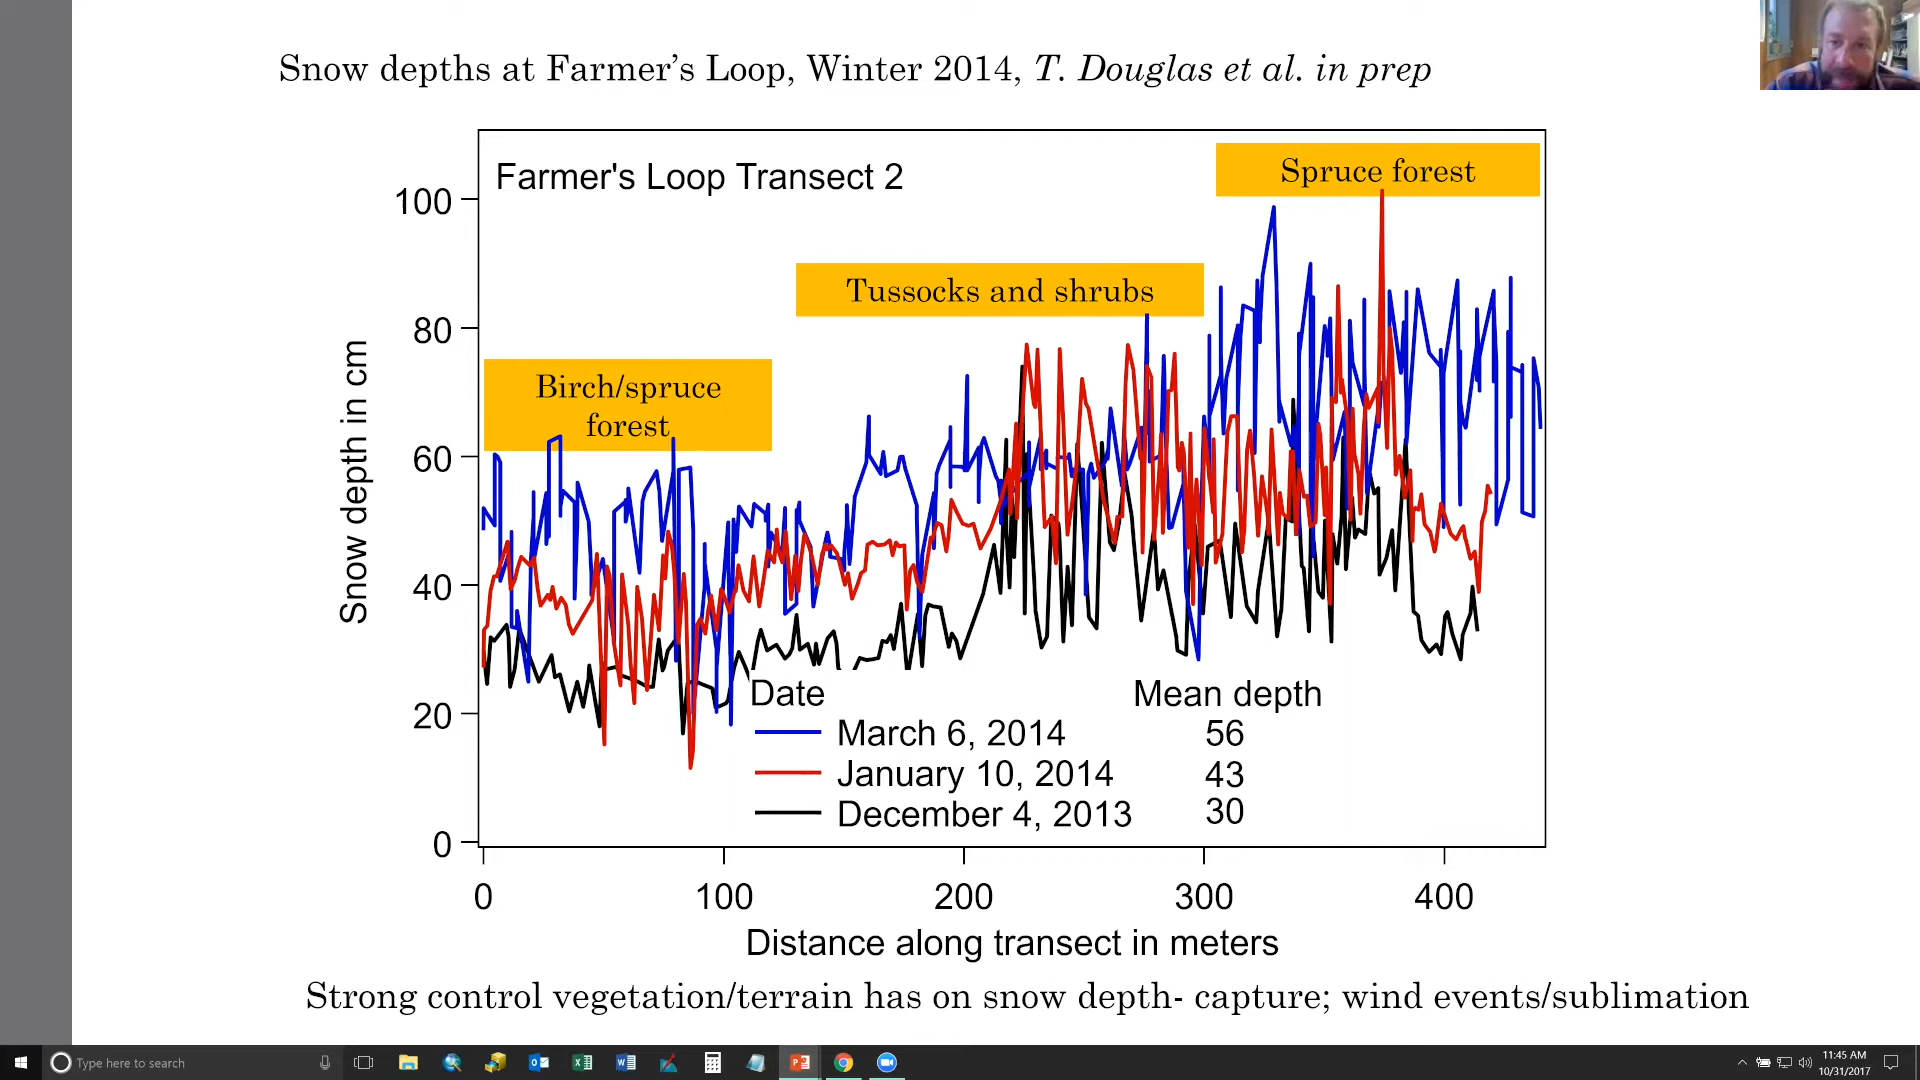 Snow depths at Farmer’s Loop, Winter 2014, T. Douglas et al. in prep
Farmer's Loop Transect 2
Spruce forest
Tussocks and shrubs
Birch/spruce
forest
Snow depth in cm
100
80
60
40
20
0
Date Mean depth
March 6, 2014 56
January 10, 2014 43
December 4, 2013 30
0 100 200 300 400
Distance along transect in meters
Strong control vegetation/terrain has on snow depth- capture; wind events/sublimation
Type here to search
11:45 AM
10/31/2017